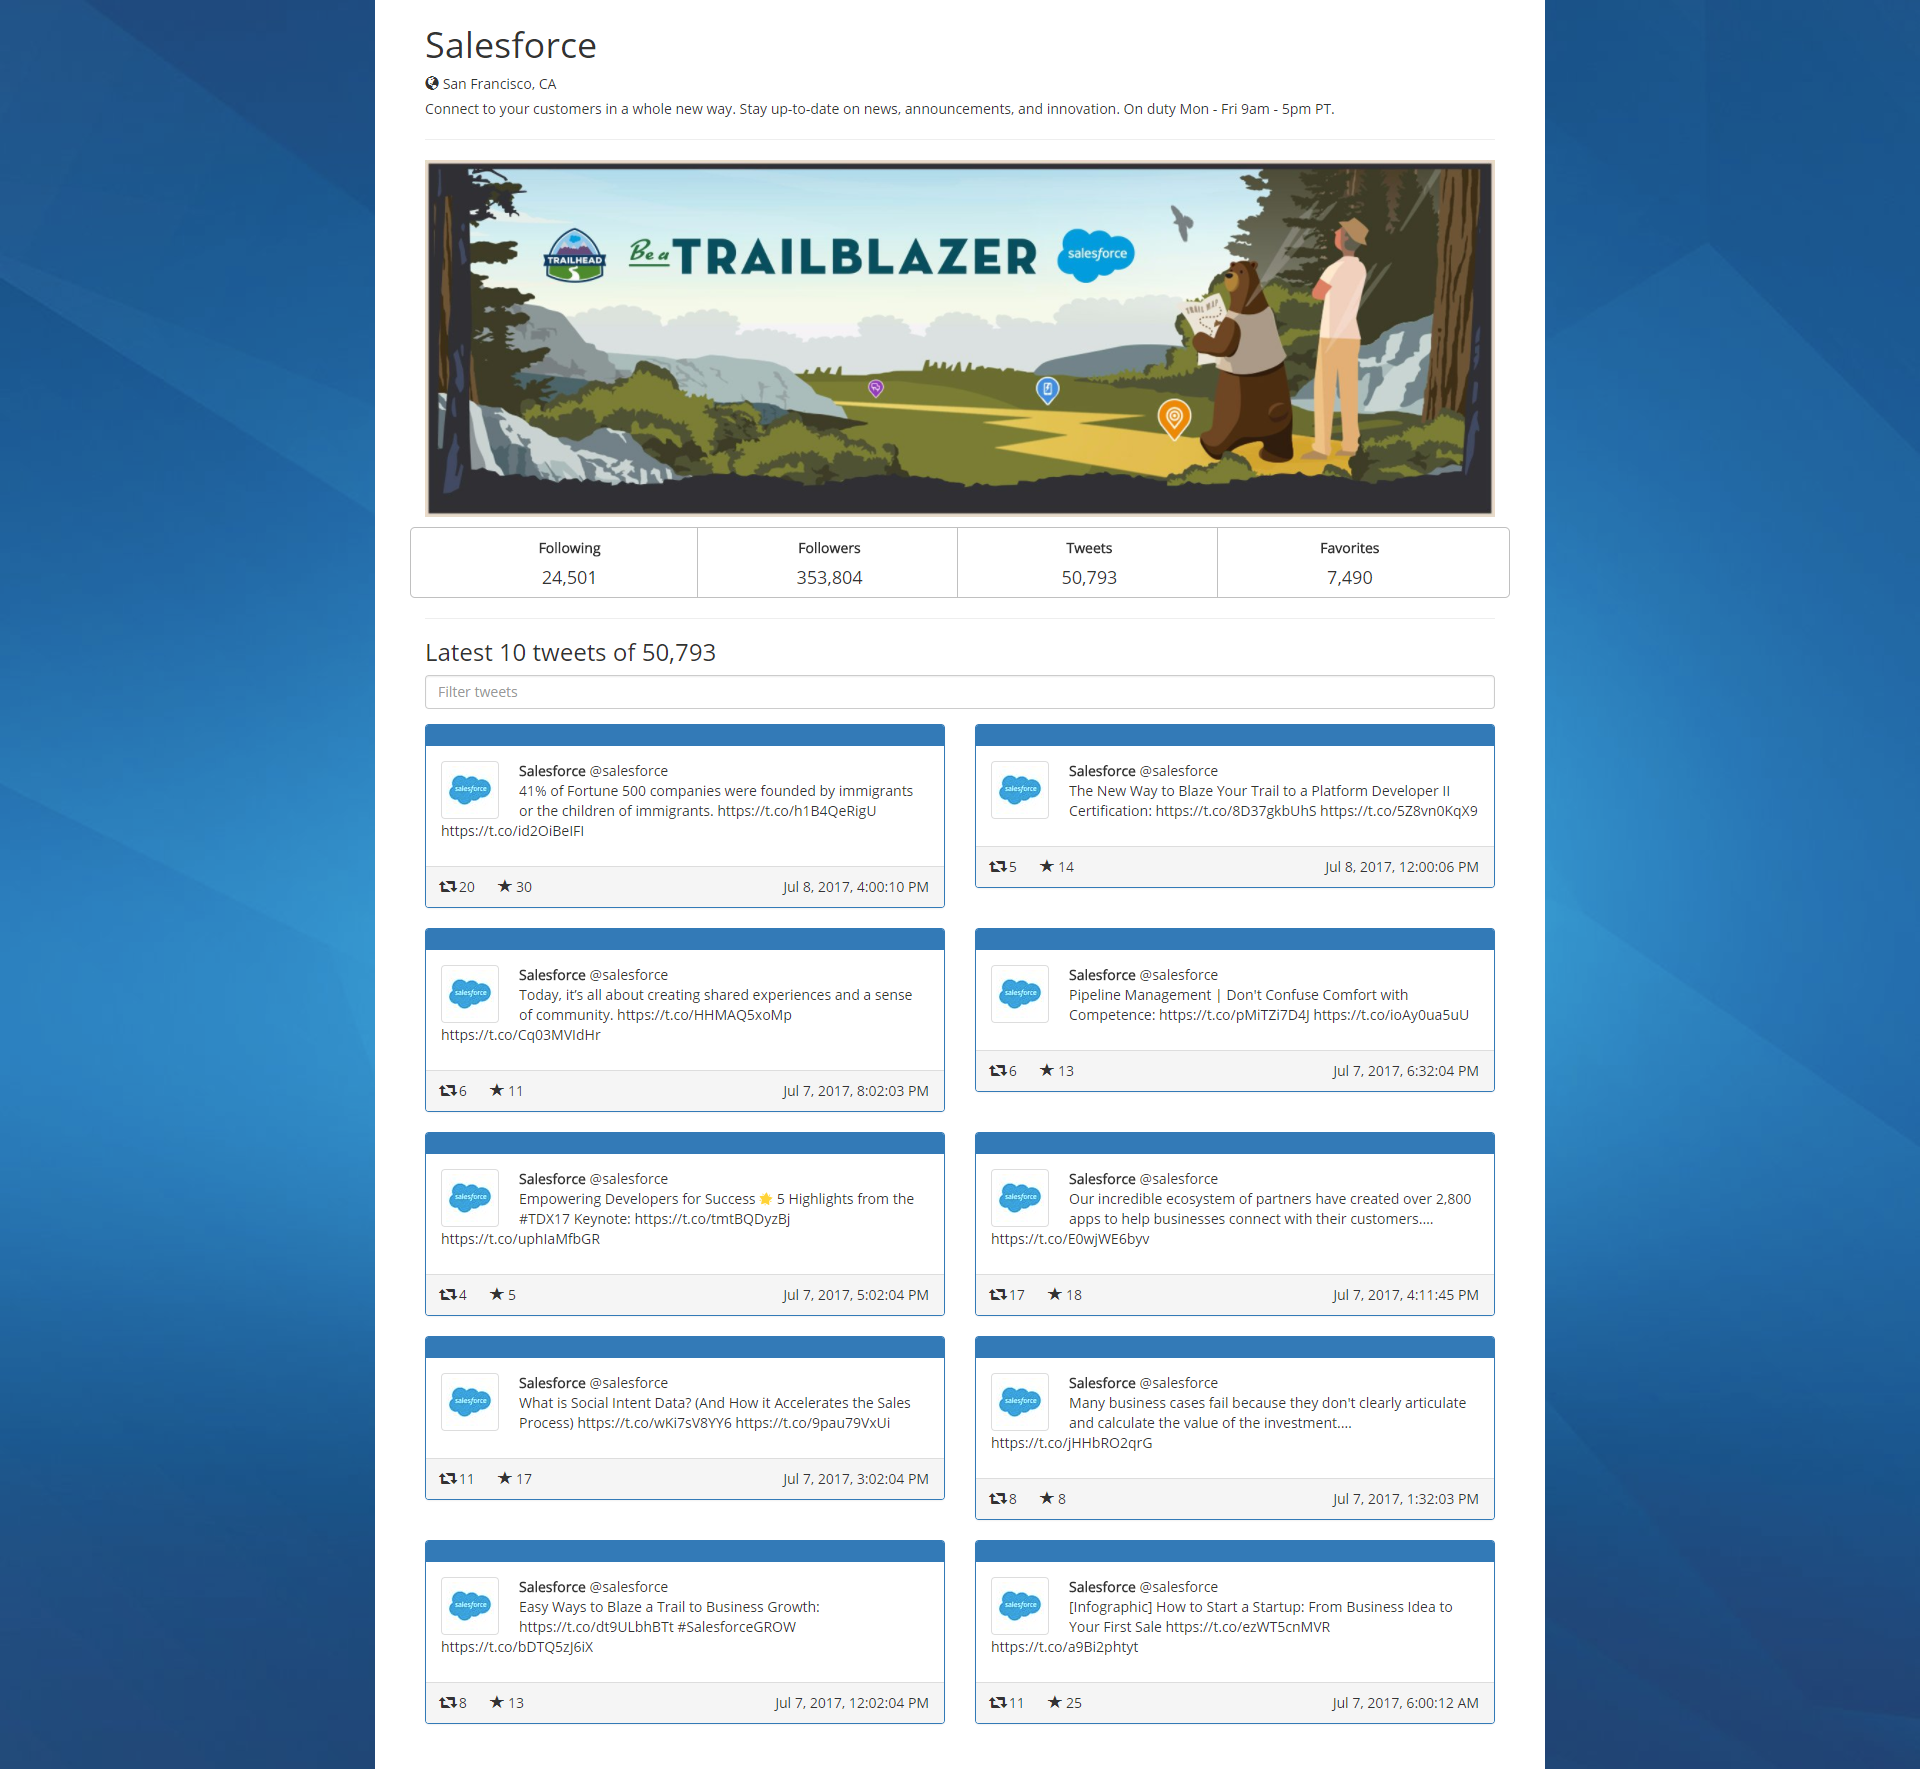 Salesforce
San Francisco, CA
Connect to your customers in a whole new way. Stay up-to-date on news, announcements, and innovation. On duty Mon - Fri 9am - 5pm PT.
TRAILHEAD
Be a TRAILBLAZER
salesforce
TRAIL MAP
Following
24,501
Followers
353,804
Tweets
50,793
Favorites
7,490
Latest 10 tweets of 50,793
Filter tweets
salesforce
Salesforce @salesforce
41% of Fortune 500 companies were founded by immigrants
or the children of immigrants. https://t.co/h1B4QeRigU
https://t.co/id2OiBeIFI
20 30 Jul 8, 2017, 4:00:10 PM
salesforce
Salesforce @salesforce
The New Way to Blaze Your Trail to a Platform Developer II
Certification: https://t.co/8D37gkbUhS https://t.co/5Z8vn0KqX9
5 14 Jul 8, 2017, 12:00:06 PM
salesforce
Salesforce @salesforce
Today, it’s all about creating shared experiences and a sense
of community. https://t.co/HHMAQ5xoMp
https://t.co/Cq03MVIdHr
6 11 Jul 7, 2017, 8:02:03 PM
salesforce
Salesforce @salesforce
Pipeline Management | Don't Confuse Comfort with
Competence: https://t.co/pMiTZi7D4J https://t.co/ioAy0ua5uU
6 13 Jul 7, 2017, 6:32:04 PM
salesforce
Salesforce @salesforce
Empowering Developers for Success ⭐ 5 Highlights from the
#TDX17 Keynote: https://t.co/tmtBQDyzBj
https://t.co/uphIaMfbGR
4 5 Jul 7, 2017, 5:02:04 PM
salesforce
Salesforce @salesforce
Our incredible ecosystem of partners have created over 2,800
apps to help businesses connect with their customers....
https://t.co/E0wjWE6byv
17 18 Jul 7, 2017, 4:11:45 PM
salesforce
Salesforce @salesforce
What is Social Intent Data? (And How it Accelerates the Sales
Process) https://t.co/wKi7sV8YY6 https://t.co/9pau79VxUi
11 17 Jul 7, 2017, 3:02:04 PM
salesforce
Salesforce @salesforce
Many business cases fail because they don't clearly articulate
and calculate the value of the investment....
https://t.co/jHHbRO2qrG
8 8 Jul 7, 2017, 1:32:03 PM
salesforce
Salesforce @salesforce
Easy Ways to Blaze a Trail to Business Growth:
https://t.co/dt9ULbhBTt #SalesforceGROW
https://t.co/bDTQ5zJ6iX
8 13 Jul 7, 2017, 12:02:04 PM
salesforce
Salesforce @salesforce
[Infographic] How to Start a Startup: From Business Idea to
Your First Sale https://t.co/ezWT5cnMVR
https://t.co/a9Bi2phtyt
11 25 Jul 7, 2017, 6:00:12 AM